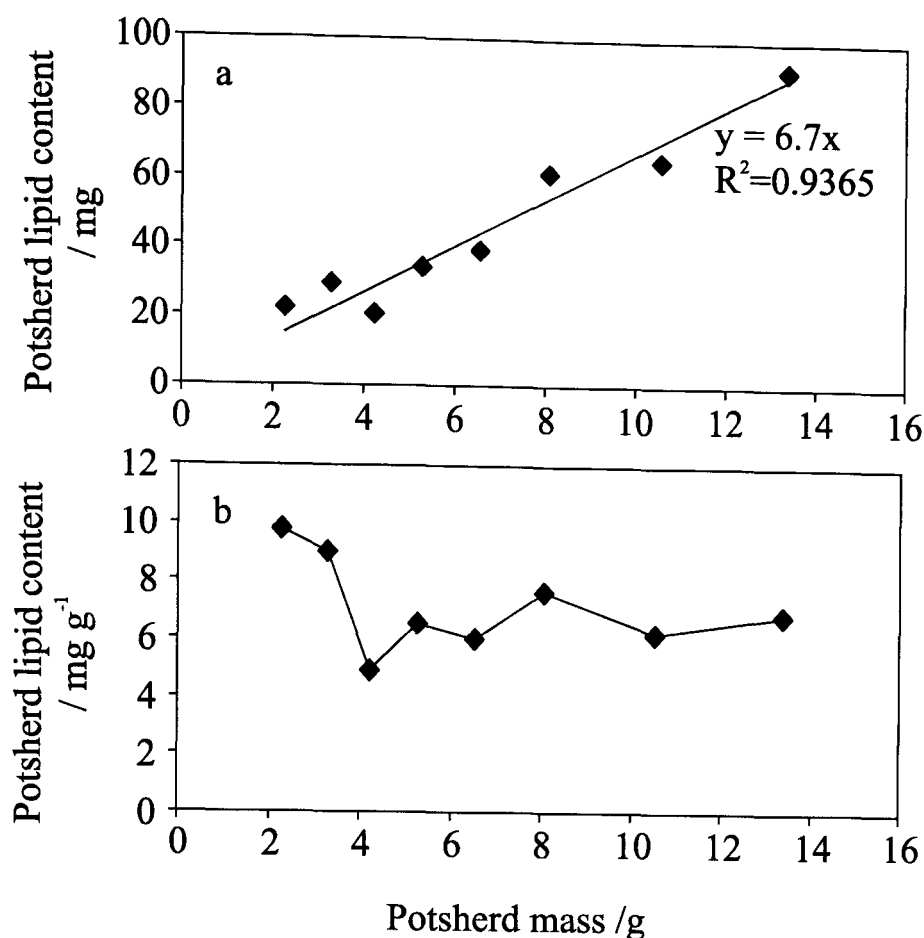 Potsherd lipid content
/ mg
100
80
60
40
20
0
a
y = 6.7x
R²=0.9365
0 2 4 6 8 10 12 14 16
Potsherd lipid content
/ mg g⁻¹
12
10
8
6
4
2
0
b
0 2 4 6 8 10 12 14 16
Potsherd mass /g